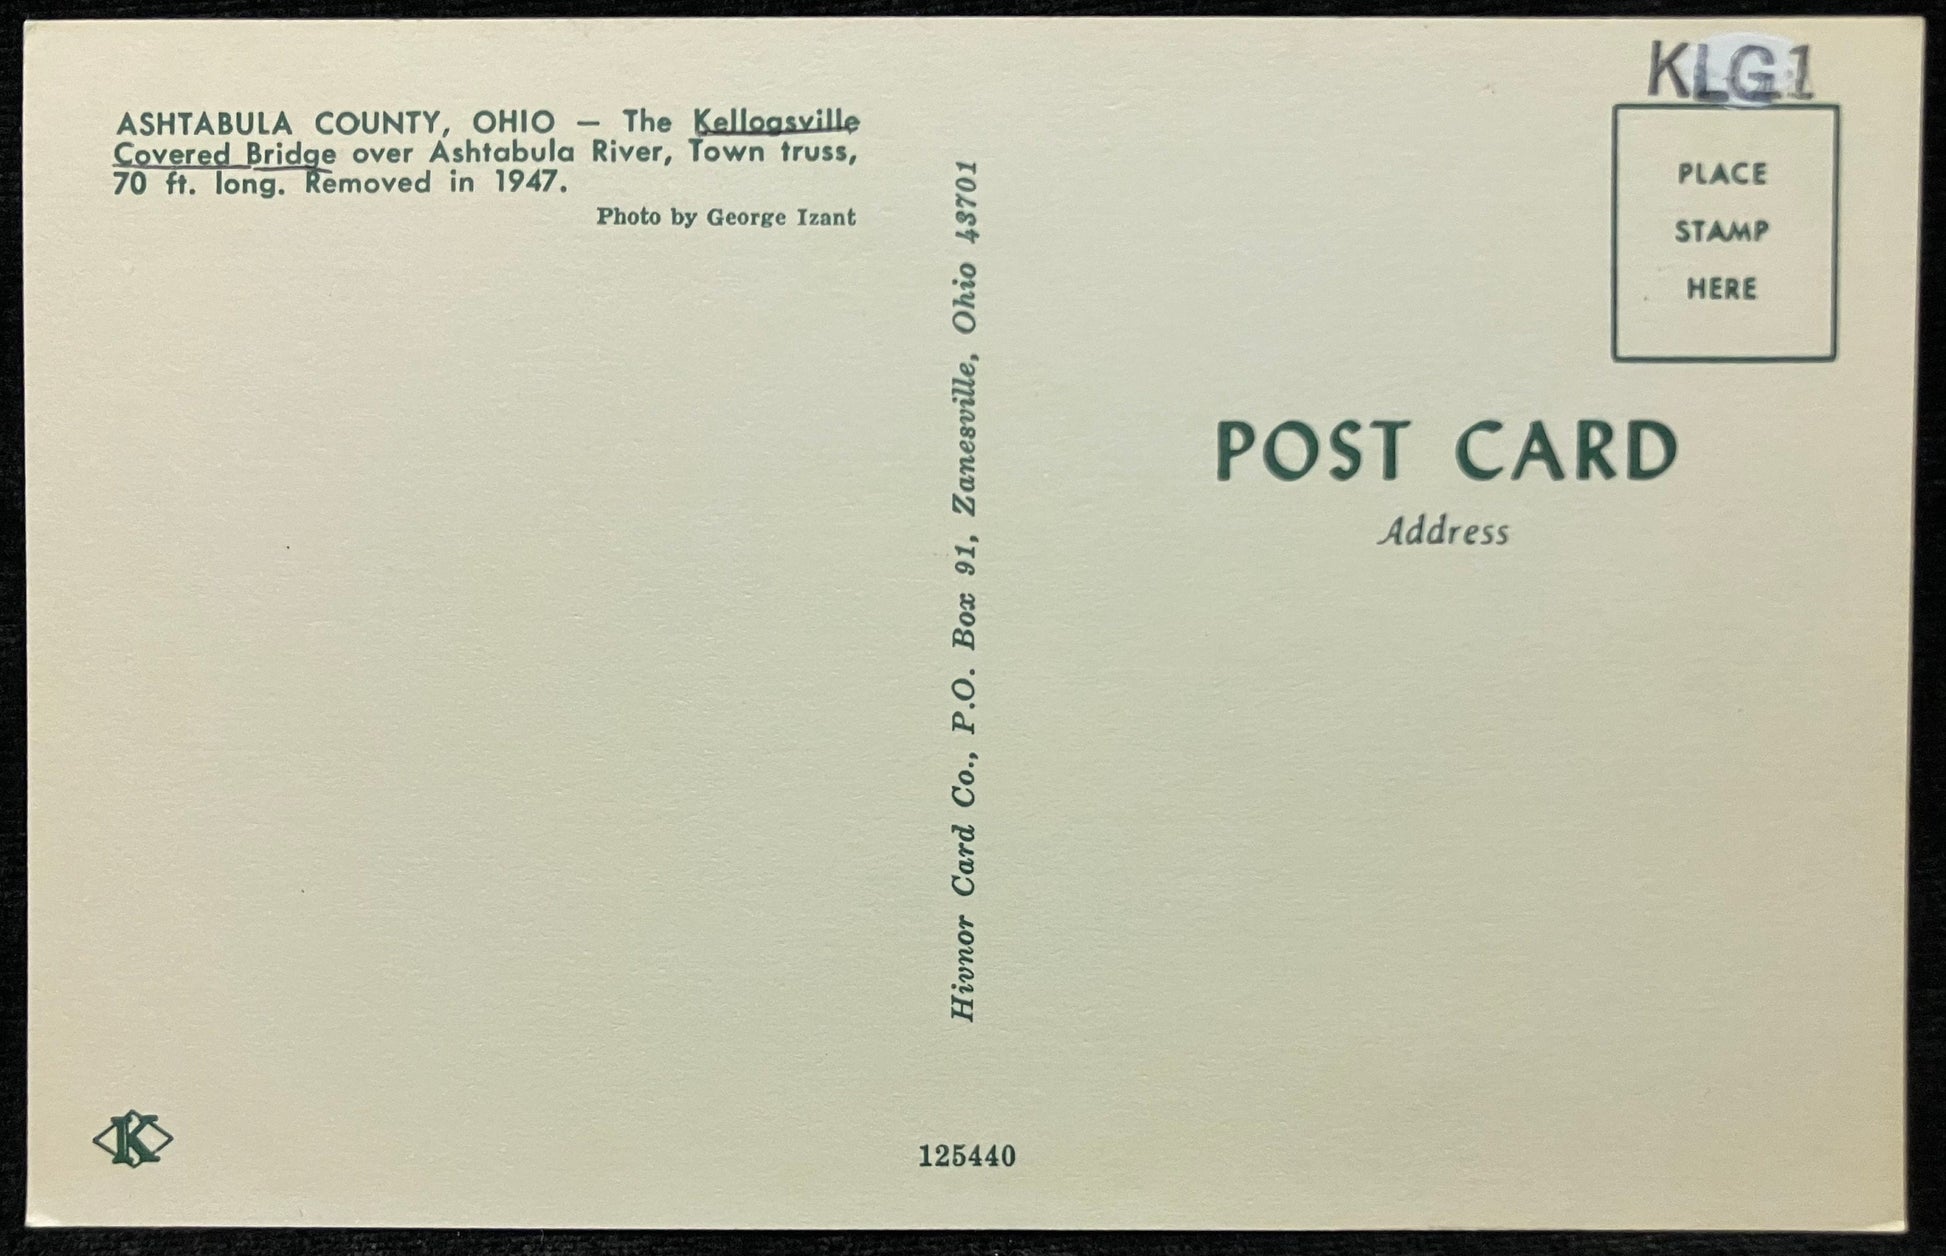 KLG1
ASHTABULA COUNTY, OHIO — The Kellogsville
Covered Bridge over Ashtabula River, Town truss,
70 ft. long. Removed in 1947.
Photo by George Izant
Hivnor Card Co., P.O. Box 91, Zanesville, Ohio 43701
PLACE
STAMP
HERE
POST CARD
Address
K
125440